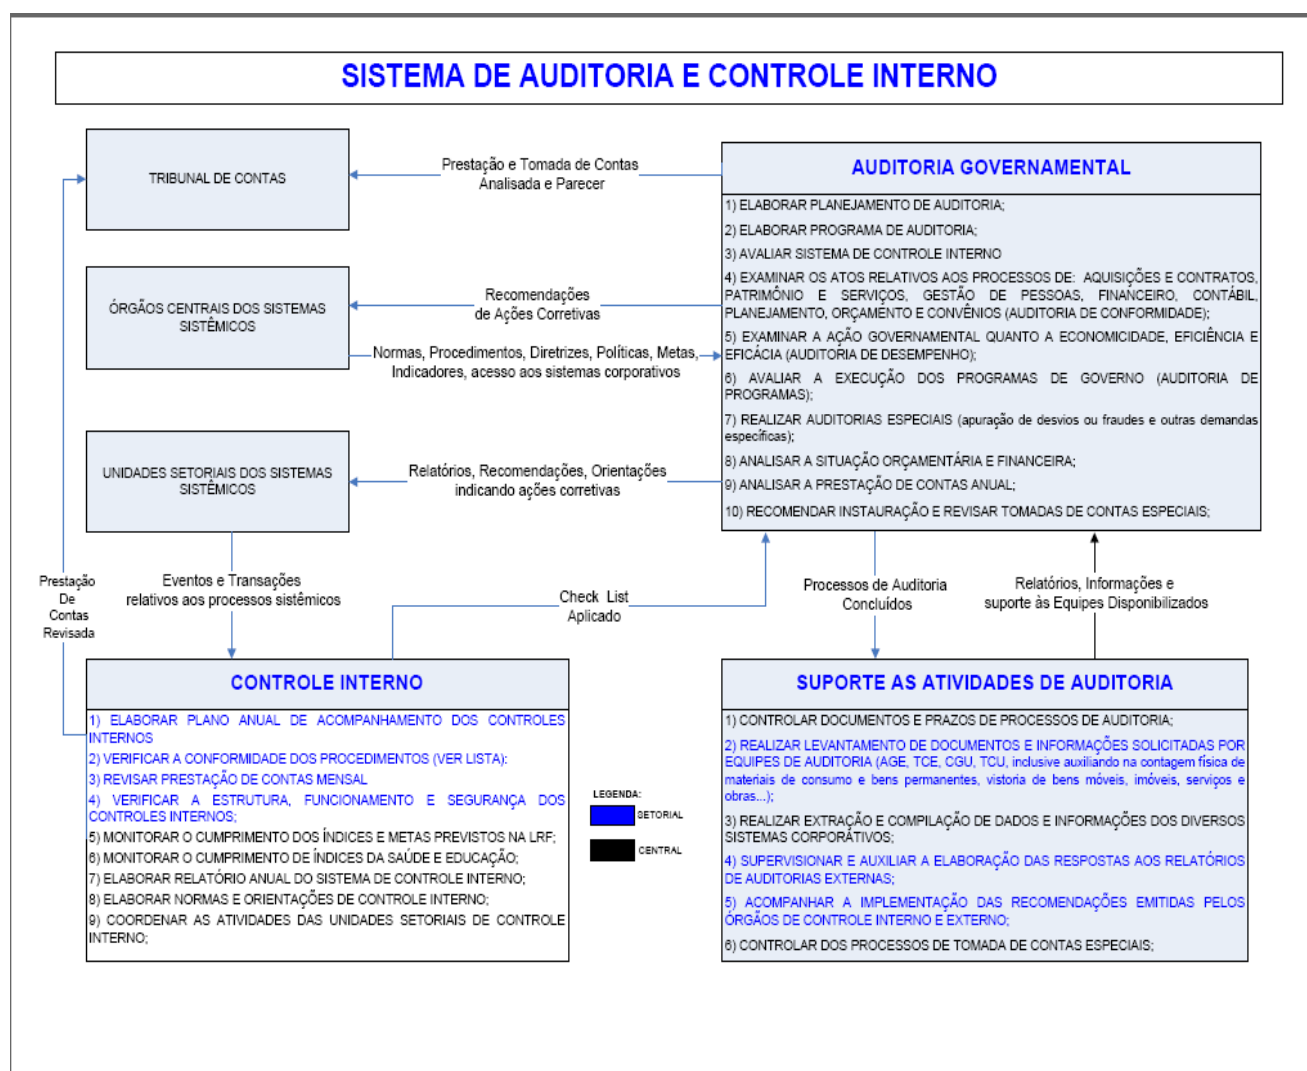 SISTEMA DE AUDITORIA E CONTROLE INTERNO
TRIBUNAL DE CONTAS
Prestação e Tomada de Contas
Analisada e Parecer
AUDITORIA GOVERNAMENTAL
1) ELABORAR PLANEJAMENTO DE AUDITORIA;
2) ELABORAR PROGRAMA DE AUDITORIA;
3) AVALIAR SISTEMA DE CONTROLE INTERNO
4) EXAMINAR OS ATOS RELATIVOS AOS PROCESSOS DE: AQUISIÇÕES E CONTRATOS,
PATRIMÔNIO E SERVIÇOS, GESTÃO DE PESSOAS, FINANCEIRO, CONTÁBIL,
PLANEJAMENTO, ORÇAMENTO E CONVÊNIOS (AUDITORIA DE CONFORMIDADE);
5) EXAMINAR A AÇÃO GOVERNAMENTAL QUANTO A ECONOMICIDADE, EFICIÊNCIA E
EFICÁCIA (AUDITORIA DE DESEMPENHO);
6) AVALIAR A EXECUÇÃO DOS PROGRAMAS DE GOVERNO (AUDITORIA DE
PROGRAMAS);
7) REALIZAR AUDITORIAS ESPECIAIS (apuração de desvios ou fraudes e outras demandas
específicas);
8) ANALISAR A SITUAÇÃO ORÇAMENTÁRIA E FINANCEIRA;
9) ANALISAR A PRESTAÇÃO DE CONTAS ANUAL;
10) RECOMENDAR INSTAURAÇÃO E REVISAR TOMADAS DE CONTAS ESPECIAIS;
ÓRGÃOS CENTRAIS DOS SISTEMAS
SISTÊMICOS
Recomendações
de Ações Corretivas
Normas, Procedimentos, Diretrizes, Políticas, Metas,
Indicadores, acesso aos sistemas corporativos
UNIDADES SETORIAIS DOS SISTEMAS
SISTÊMICOS
Relatórios, Recomendações, Orientações
indicando ações corretivas
Prestação
De
Contas
Revisada
Eventos e Transações
relativos aos processos sistêmicos
Check List
Aplicado
Processos de Auditoria
Concluídos
Relatórios, Informações e
suporte às Equipes Disponibilizados
CONTROLE INTERNO
1) ELABORAR PLANO ANUAL DE ACOMPANHAMENTO DOS CONTROLES
INTERNOS
2) VERIFICAR A CONFORMIDADE DOS PROCEDIMENTOS (VER LISTA):
3) REVISAR PRESTAÇÃO DE CONTAS MENSAL
4) VERIFICAR A ESTRUTURA, FUNCIONAMENTO E SEGURANÇA DOS
CONTROLES INTERNOS;
5) MONITORAR O CUMPRIMENTO DOS ÍNDICES E METAS PREVISTOS NA LRF;
6) MONITORAR O CUMPRIMENTO DE ÍNDICES DA SAÚDE E EDUCAÇÃO;
7) ELABORAR RELATÓRIO ANUAL DO SISTEMA DE CONTROLE INTERNO;
8) ELABORAR NORMAS E ORIENTAÇÕES DE CONTROLE INTERNO;
9) COORDENAR AS ATIVIDADES DAS UNIDADES SETORIAIS DE CONTROLE
INTERNO;
LEGENDA:
SETORIAL
CENTRAL
SUPORTE AS ATIVIDADES DE AUDITORIA
1) CONTROLAR DOCUMENTOS E PRAZOS DE PROCESSOS DE AUDITORIA;
2) REALIZAR LEVANTAMENTO DE DOCUMENTOS E INFORMAÇÕES SOLICITADAS POR
EQUIPES DE AUDITORIA (AGE, TCE, CGU, TCU, inclusive auxiliando na contagem física de
materiais de consumo e bens permanentes, vistoria de bens móveis, imóveis, serviços e
obras...);
3) REALIZAR EXTRAÇÃO E COMPILAÇÃO DE DADOS E INFORMAÇÕES DOS DIVERSOS
SISTEMAS CORPORATIVOS;
4) SUPERVISIONAR E AUXILIAR A ELABORAÇÃO DAS RESPOSTAS AOS RELATÓRIOS
DE AUDITORIAS EXTERNAS;
5) ACOMPANHAR A IMPLEMENTAÇÃO DAS RECOMENDAÇÕES EMITIDAS PELOS
ÓRGÃOS DE CONTROLE INTERNO E EXTERNO;
6) CONTROLAR DOS PROCESSOS DE TOMADA DE CONTAS ESPECIAIS;